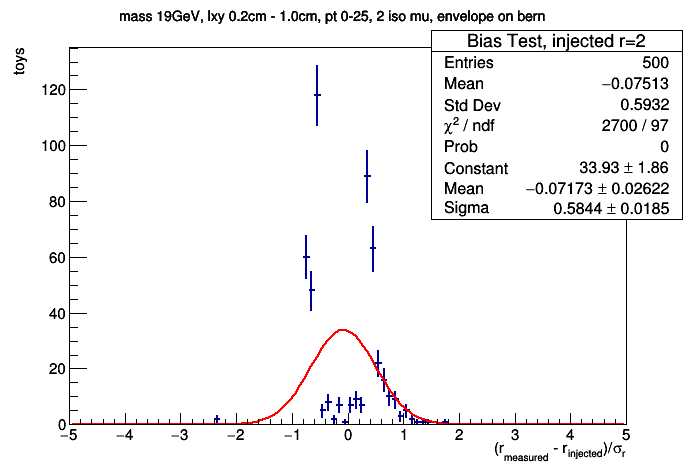 mass 19GeV, lxy 0.2cm - 1.0cm, pt 0-25, 2 iso mu, envelope on bern
Bias Test, injected r=2
Entries 500
Mean −0.07513
Std Dev 0.5932
χ² / ndf 2700 / 97
Prob 0
Constant 33.93 ± 1.86
Mean −0.07173 ± 0.02622
Sigma 0.5844 ± 0.0185
toys
120
100
80
60
40
20
0
−5 −4 −3 −2 −1 0 1 2 3 4 5
(r_measured - r_injected)/σ_r